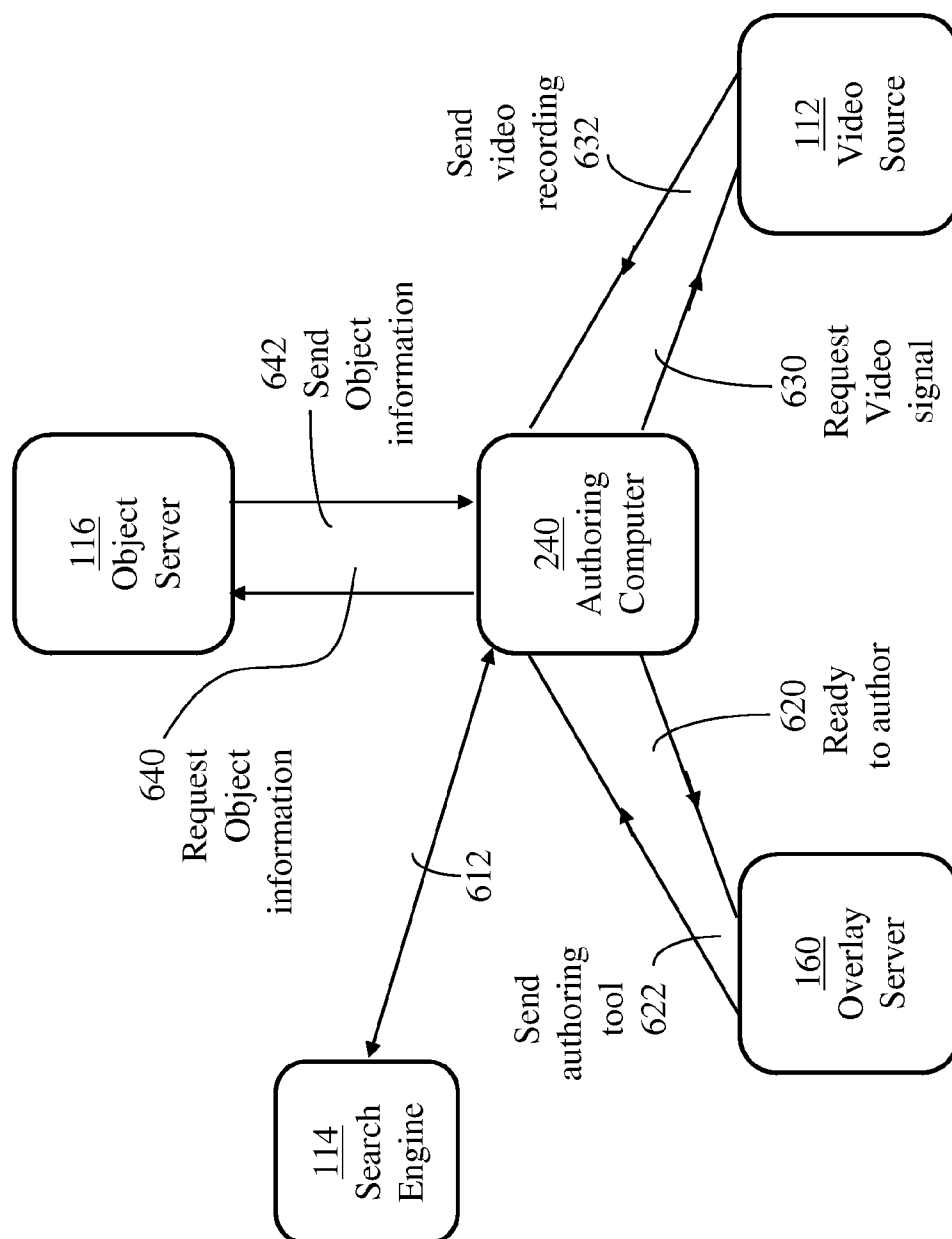 116
Object
Server
642
Send
Object
information
640
Request
Object
information
114
Search
Engine
612
240
Authoring
Computer
Send
video
recording
632
Send
authoring
tool
622
620
Ready
to author
630
Request
Video
signal
160
Overlay
Server
112
Video
Source